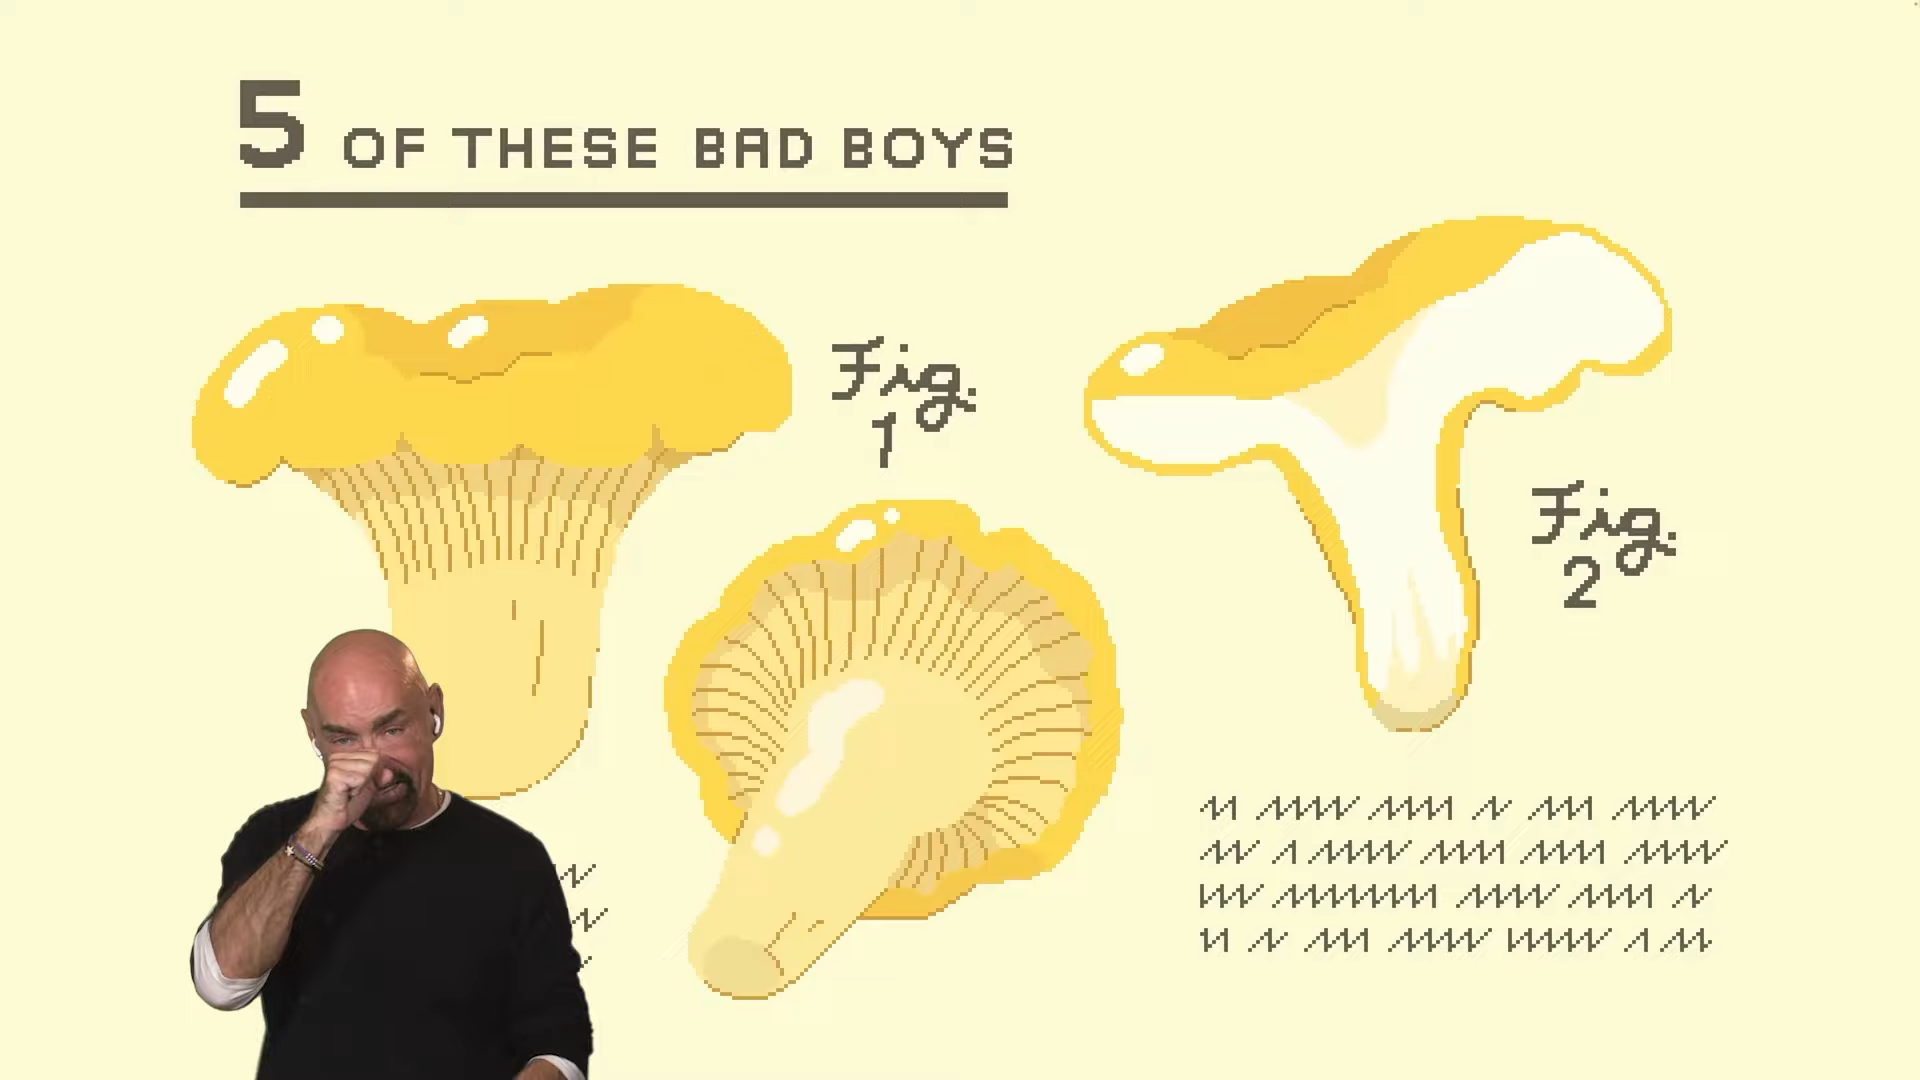 5 OF THESE BAD BOYS
Fig.
1
Fig.
2